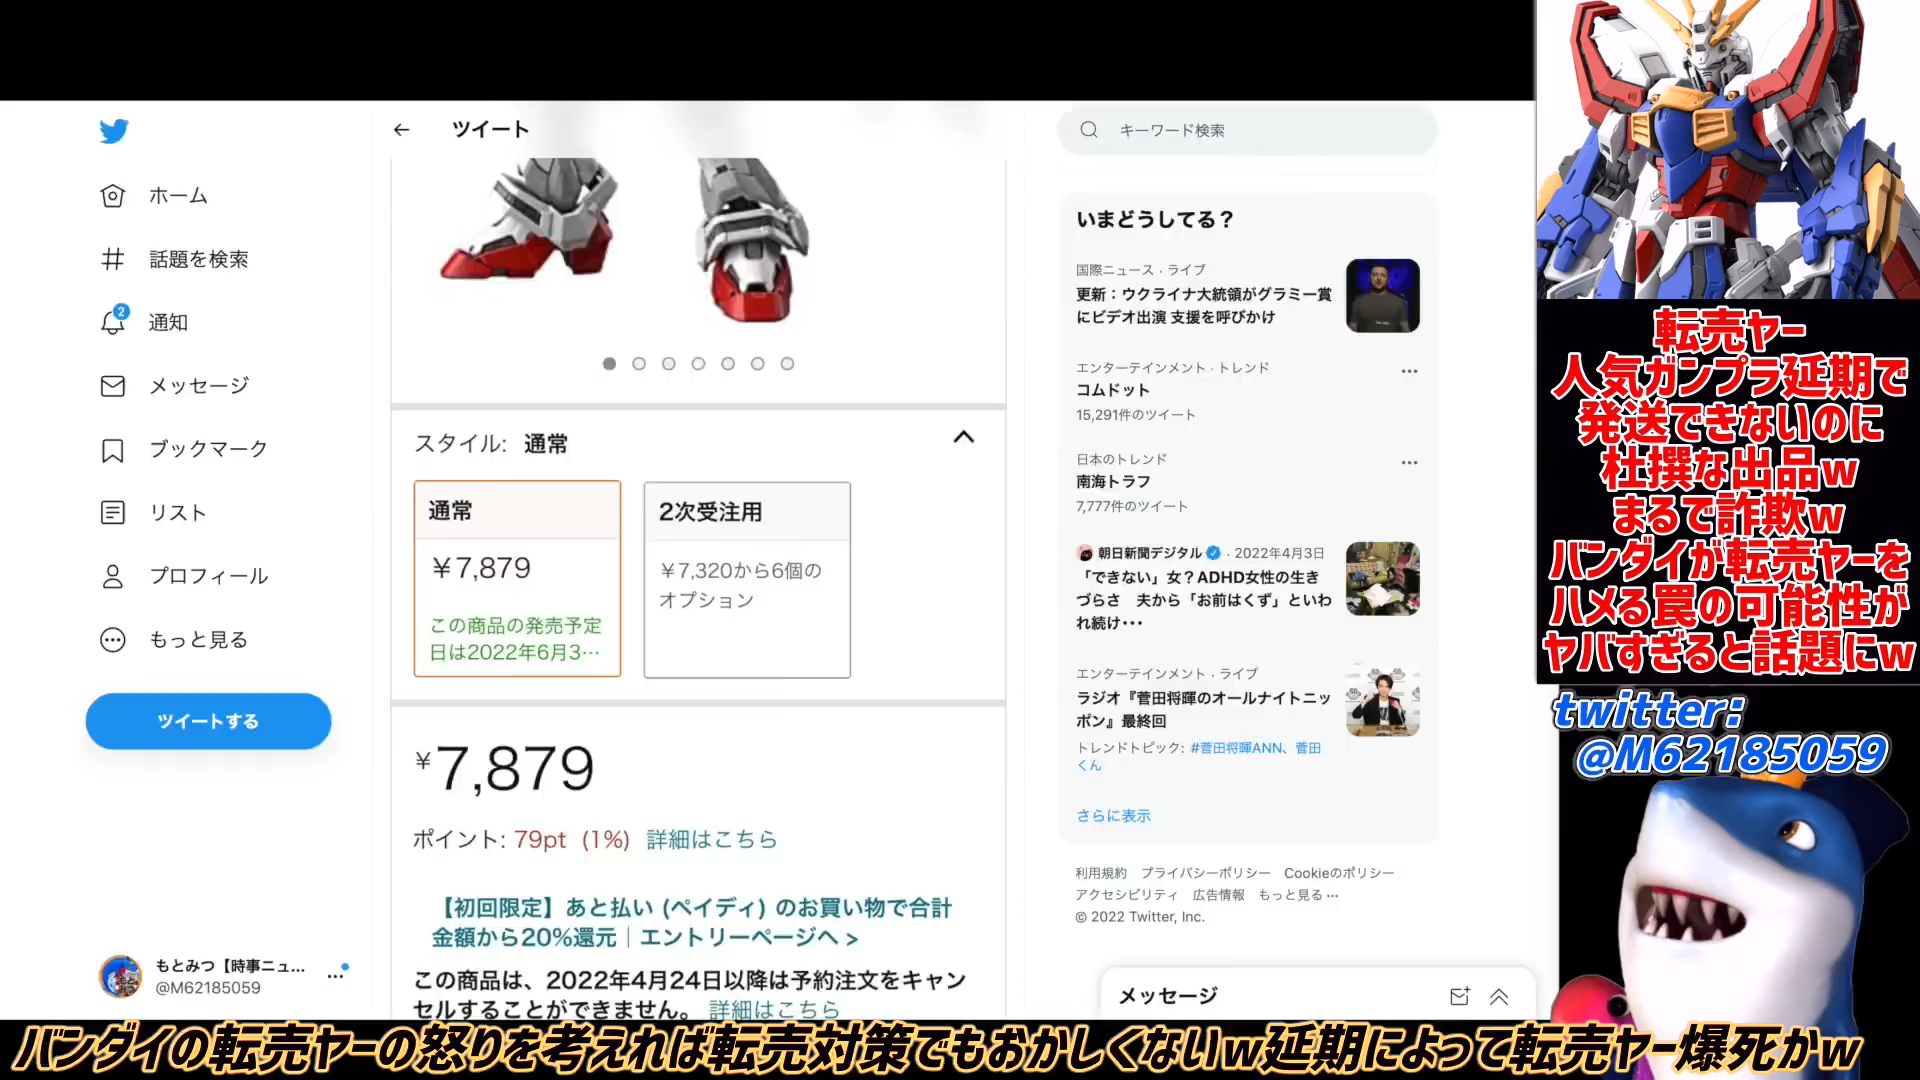 ツイート
キーワード検索
ホーム
話題を検索
2
通知
メッセージ
ブックマーク
リスト
プロフィール
もっと見る
ツイートする
もとみつ【時事ニュ...
@M62185059
スタイル: 通常
通常
￥7,879
この商品の発売予定
日は2022年6月3…
2次受注用
￥7,320から6個の
オプション
￥7,879
ポイント: 79pt (1%) 詳細はこちら
【初回限定】あと払い (ペイディ) のお買い物で合計
金額から20%還元｜エントリーページへ >
この商品は、2022年4月24日以降は予約注文をキャン
セルすることができません。 詳細はこちら
いまどうしてる？
国際ニュース · ライブ
更新：ウクライナ大統領がグラミー賞
にビデオ出演 支援を呼びかけ
エンターテインメント · トレンド
コムドット
15,291件のツイート
日本のトレンド
南海トラフ
7,777件のツイート
朝日新聞デジタル · 2022年4月3日
「できない」女？ADHD女性の生き
づらさ 夫から「お前はくず」といわ
れ続け･･･
エンターテインメント · ライブ
ラジオ『菅田将暉のオールナイトニッ
ポン』最終回
トレンドトピック: #菅田将暉ANN、菅田
くん
さらに表示
利用規約 プライバシーポリシー Cookieのポリシー
アクセシビリティ 広告情報 もっと見る ···
© 2022 Twitter, Inc.
メッセージ
転売ヤー
人気ガンプラ延期で
発送できないのに
杜撰な出品w
まるで詐欺w
バンダイが転売ヤーを
ハメる罠の可能性が
ヤバすぎると話題にw
twitter:
@M62185059
バンダイの転売ヤーの怒りを考えれば転売対策でもおかしくないw延期によって転売ヤー爆死かw